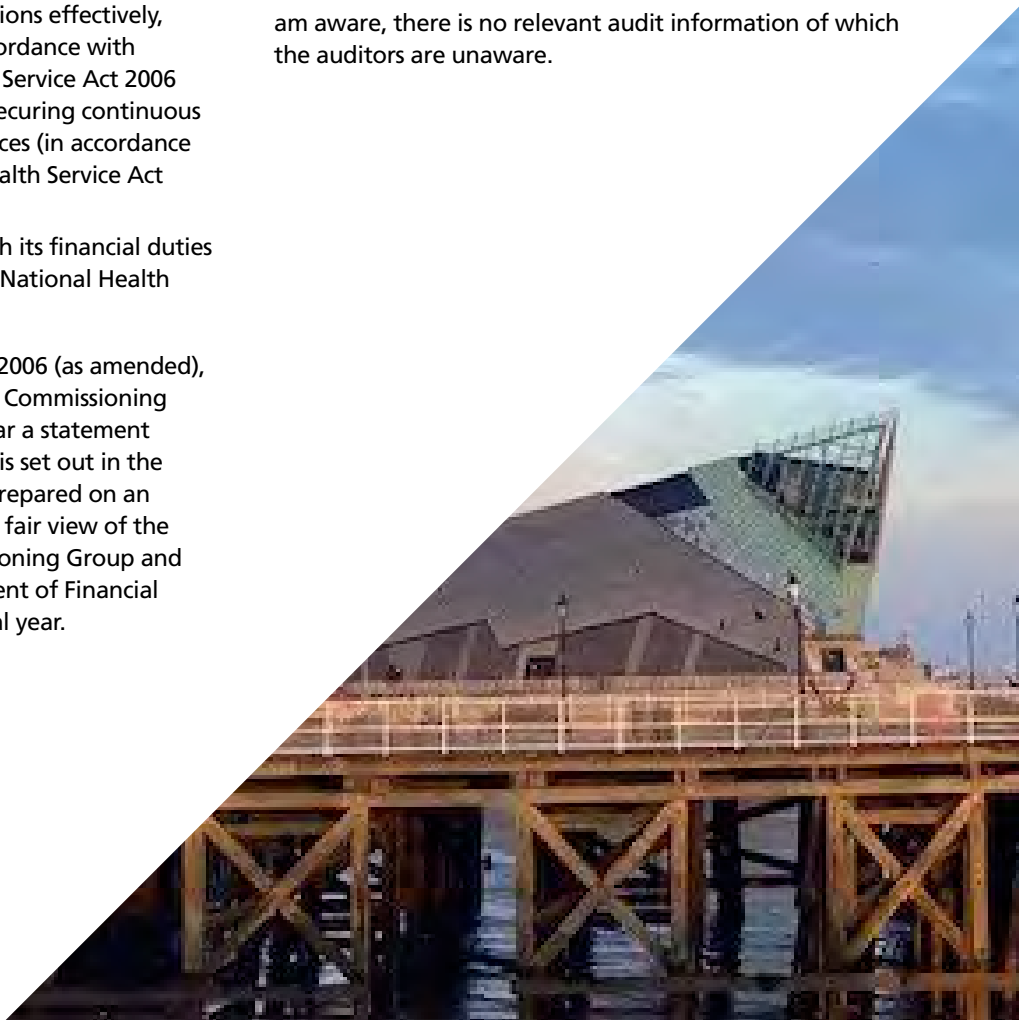 ions effectively,
ordance with
Service Act 2006
ecuring continuous
ces (in accordance
alth Service Act
h its financial duties
National Health
2006 (as amended),
Commissioning
ar a statement
is set out in the
repared on an
fair view of the
oning Group and
ent of Financial
l year.
am aware, there is no relevant audit information of which
the auditors are unaware.